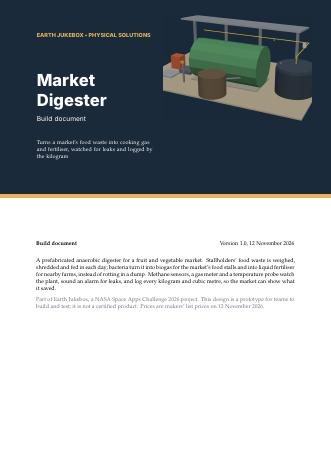 EARTH JUKEBOX • PHYSICAL SOLUTIONS
Market
Digester
Build document
Turns a market's food waste into cooking gas
and fertiliser, watched for leaks and logged by
the kilogram
Build document
Version 1.0, 12 November 2026
A prefabricated anaerobic digester for a fruit and vegetable market. Stallholders' food waste is weighed,
shredded and fed in each day; bacteria turn it into biogas for the market's food stalls and into liquid fertiliser
for nearby farms, instead of rotting in a dump. Methane sensors, a gas meter and a temperature probe watch
the plant, sound an alarm for leaks, and log every kilogram and cubic metre, so the market can show what
it saved.
Part of Earth Jukebox, a NASA Space Apps Challenge 2026 project. This design is a prototype for teams to
build and test; it is not a certified product. Prices are makers' list prices on 12 November 2026.